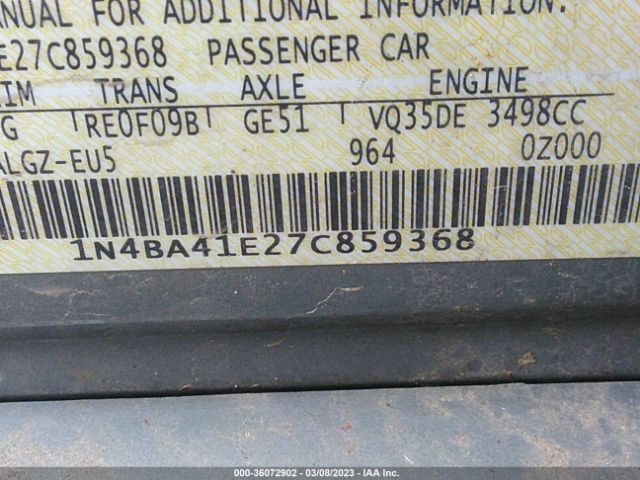 ANUAL FOR ADDITIONAL INFORMATION.
E27C859368 PASSENGER CAR
IM TRANS AXLE ENGINE
G RE0F09B GE51 VQ35DE 3498CC
ALGZ-EU5 964 0Z000
1N4BA41E27C859368
000-36072902 - 03/08/2023 - IAA Inc.